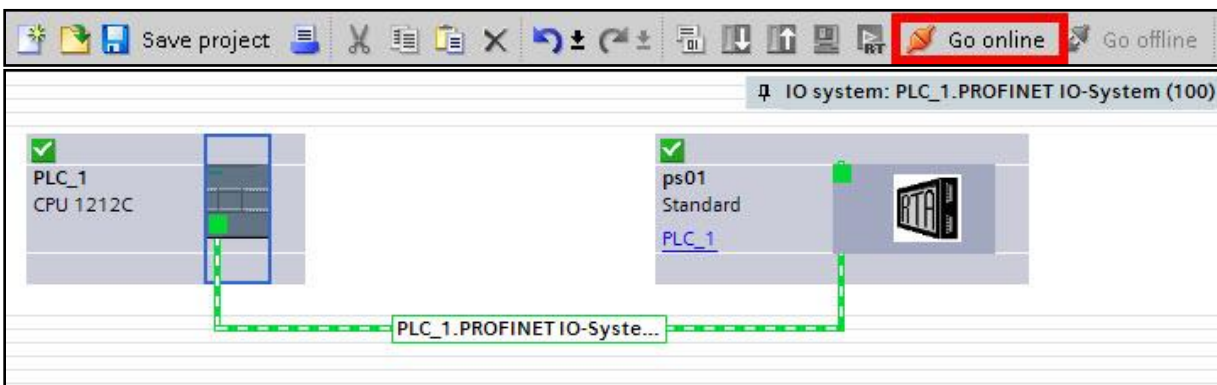 Save project Go online Go offline
IO system: PLC_1.PROFINET IO-System (100)
PLC_1
CPU 1212C
ps01
Standard
PLC_1
RTA
PLC_1.PROFINET IO-Syste...